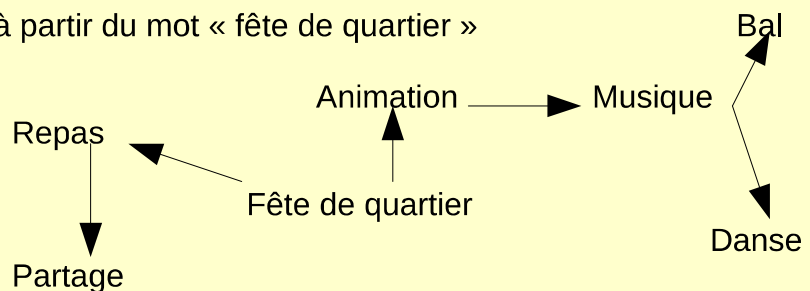 à partir du mot « fête de quartier »
Bal
Animation
Musique
Repas
Fête de quartier
Danse
Partage